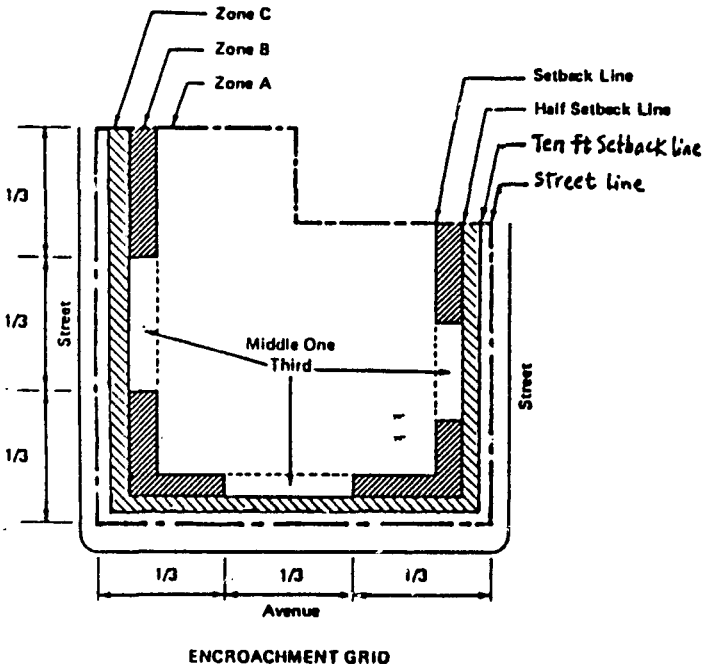 Zone C
Zone B
Zone A
Setback Line
Half Setback Line
Ten ft Setback line
Street line
1/3
1/3
1/3
Street
Middle One
Third
Street
1/3
1/3
1/3
Avenue
ENCROACHMENT GRID